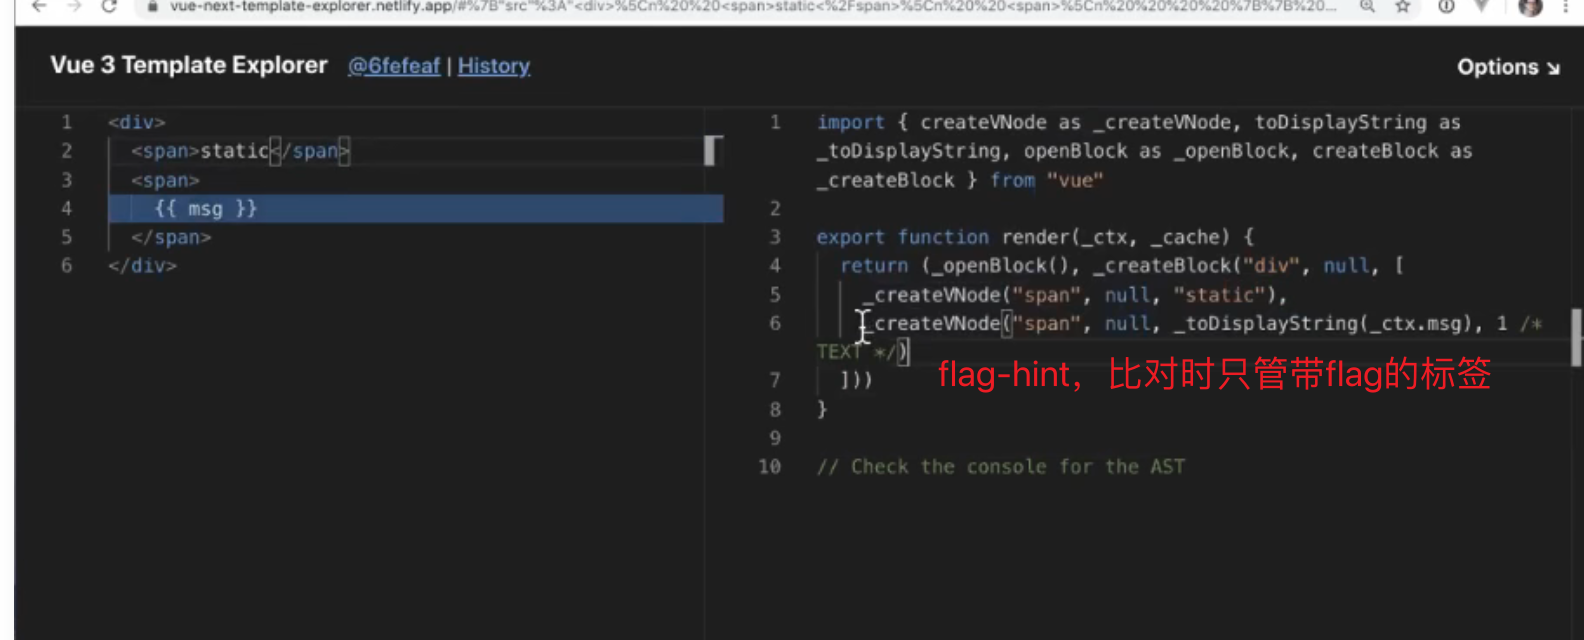 vue-next-template-explorer.netlify.app/#%7B"src"%3A"<div>%5Cn%20%20<span>static<%2Fspan>%5Cn%20%20<span>%5Cn%20%20%20%20%7B%7B%20...
Vue 3 Template Explorer @6fefeaf | History
Options ↘
1 <div>
2 <span>static</span>
3 <span>
4 {{ msg }}
5 </span>
6 </div>
1 import { createVNode as _createVNode, toDisplayString as
_toDisplayString, openBlock as _openBlock, createBlock as
_createBlock } from "vue"
2
3 export function render(_ctx, _cache) {
4 return (_openBlock(), _createBlock("div", null, [
5 _createVNode("span", null, "static"),
6 _createVNode("span", null, _toDisplayString(_ctx.msg), 1 /*
TEXT */)
flag-hint，比对时只管带flag的标签
7 ]))
8 }
9
10 // Check the console for the AST